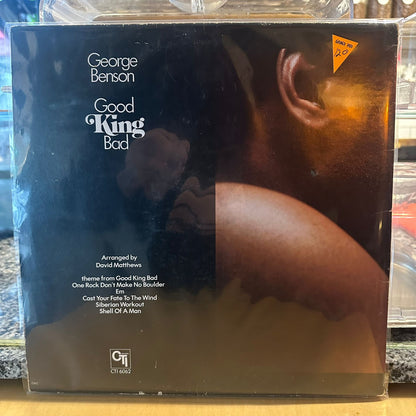 George
Benson
Good
King
Bad
Arranged by
David Matthews
theme from Good King Bad
One Rock Don't Make No Boulder
Em
Cast Your Fate To The Wind
Siberian Workout
Shell Of A Man
CTI
CTI 6062